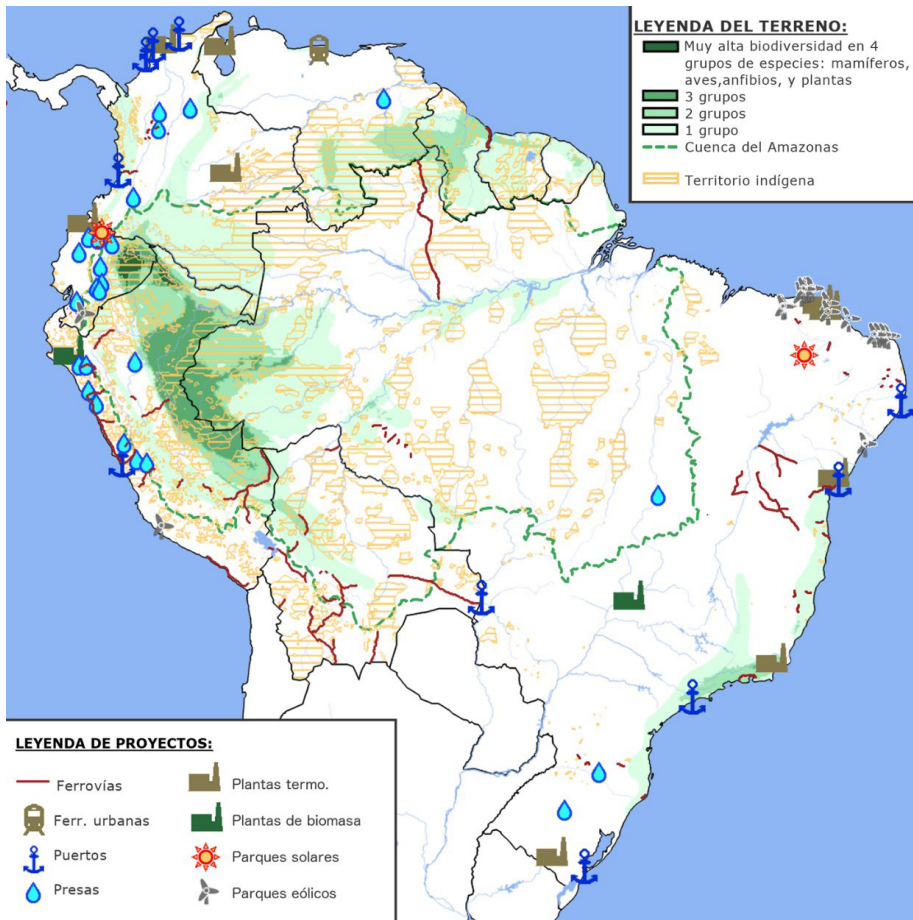 LEYENDA DEL TERRENO:
Muy alta biodiversidad en 4
grupos de especies: mamíferos,
aves,anfibios, y plantas
3 grupos
2 grupos
1 grupo
Cuenca del Amazonas
Territorio indígena
LEYENDA DE PROYECTOS:
Ferrovías
Ferr. urbanas
Puertos
Presas
Plantas termo.
Plantas de biomasa
Parques solares
Parques eólicos